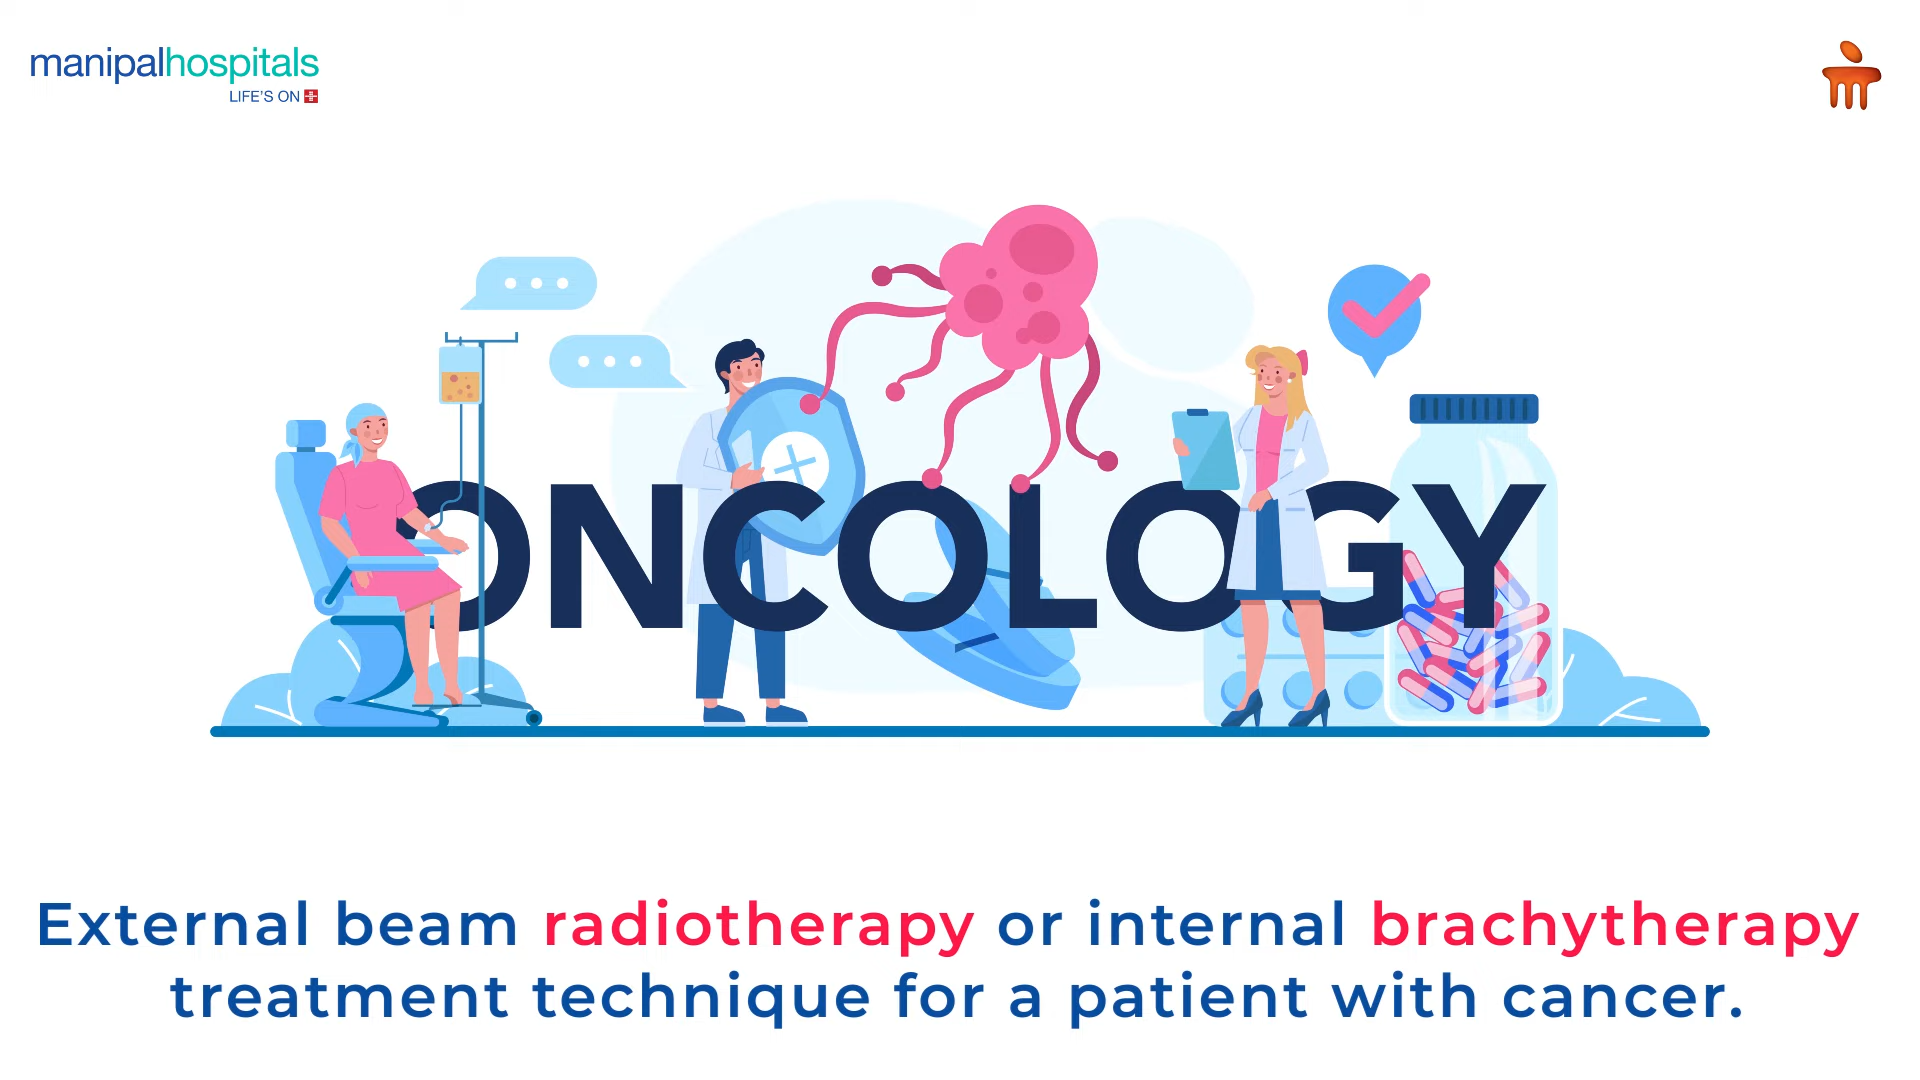 manipalhospitals
LIFE'S ON
ONCOLOGY
External beam radiotherapy or internal brachytherapy
treatment technique for a patient with cancer.